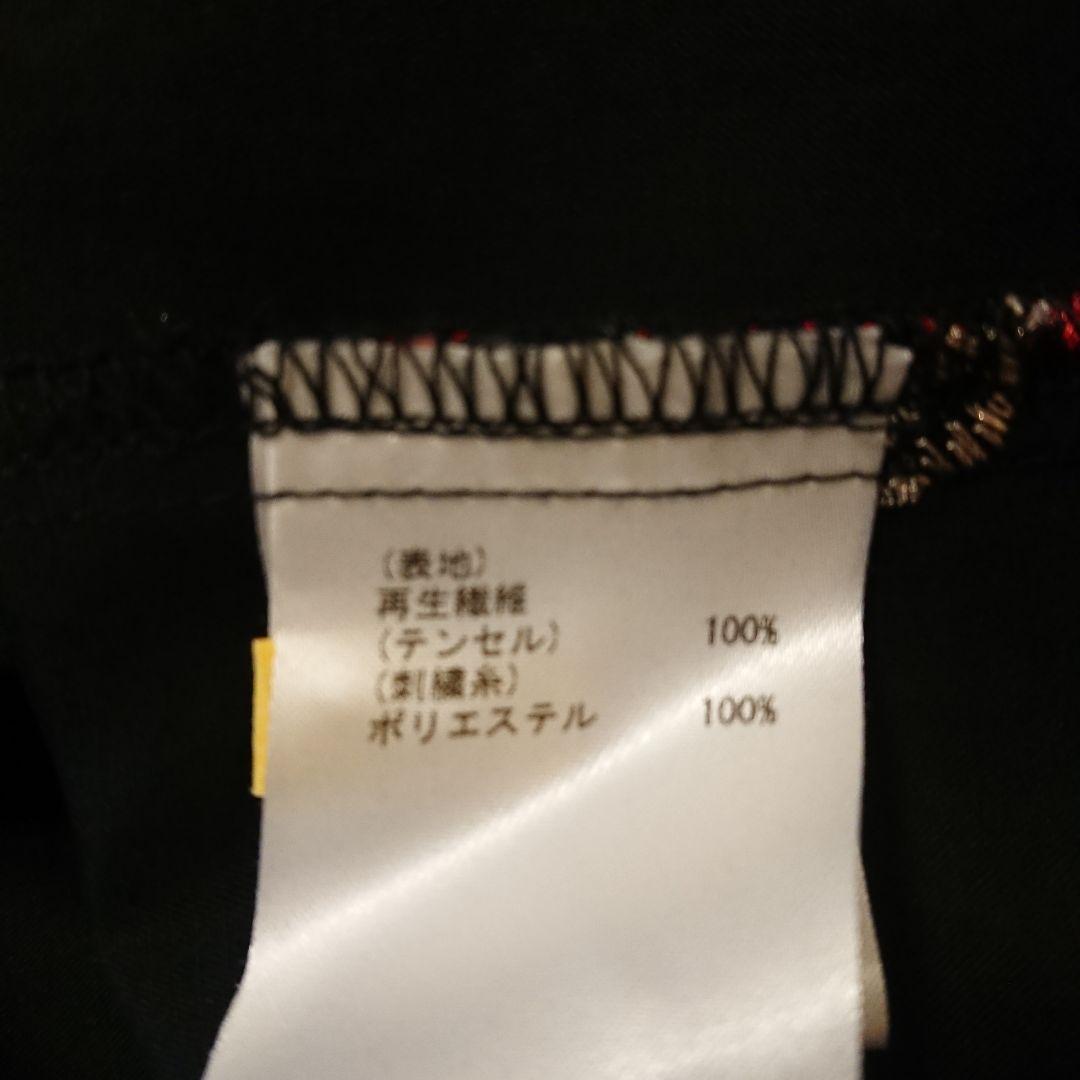 (表地)
再生繊維
(テンセル) 100%
(刺繍糸)
ポリエステル 100%